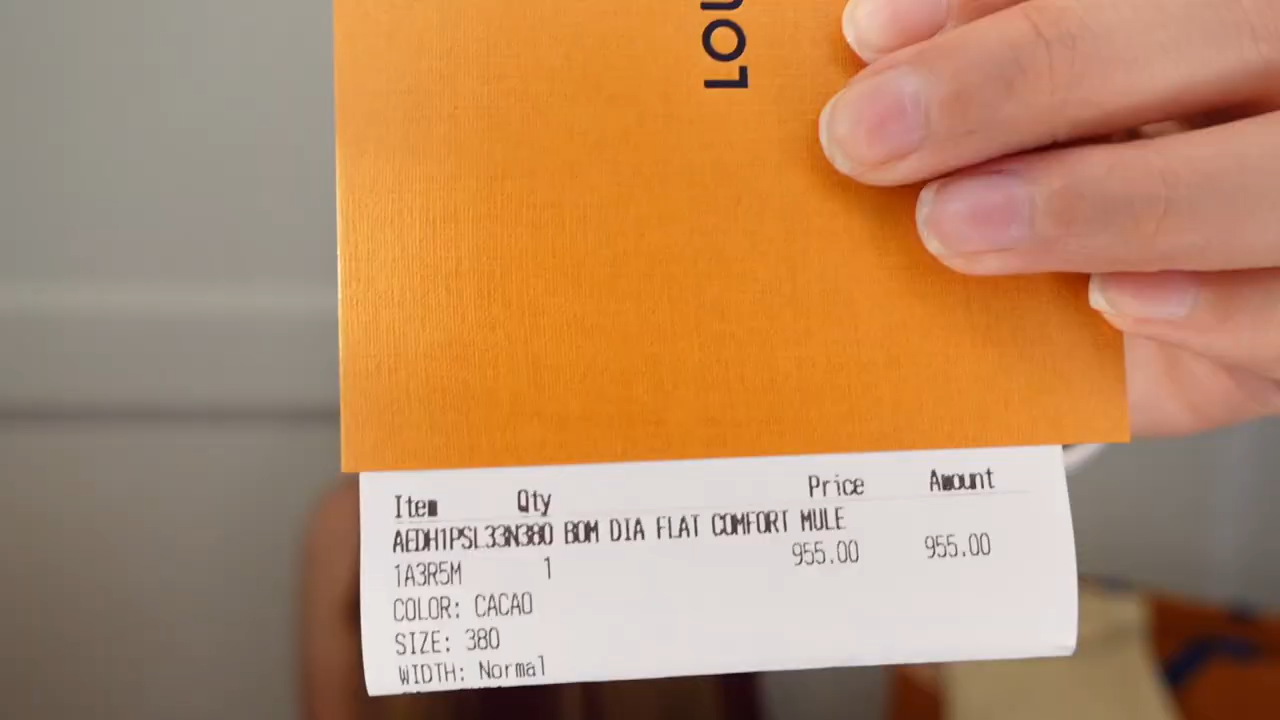 LOU
Item Qty Price Amount
AEDH1PSL33N380 BOM DIA FLAT COMFORT MULE
1A3R5M 1 955.00 955.00
COLOR: CACAO
SIZE: 380
WIDTH: Normal